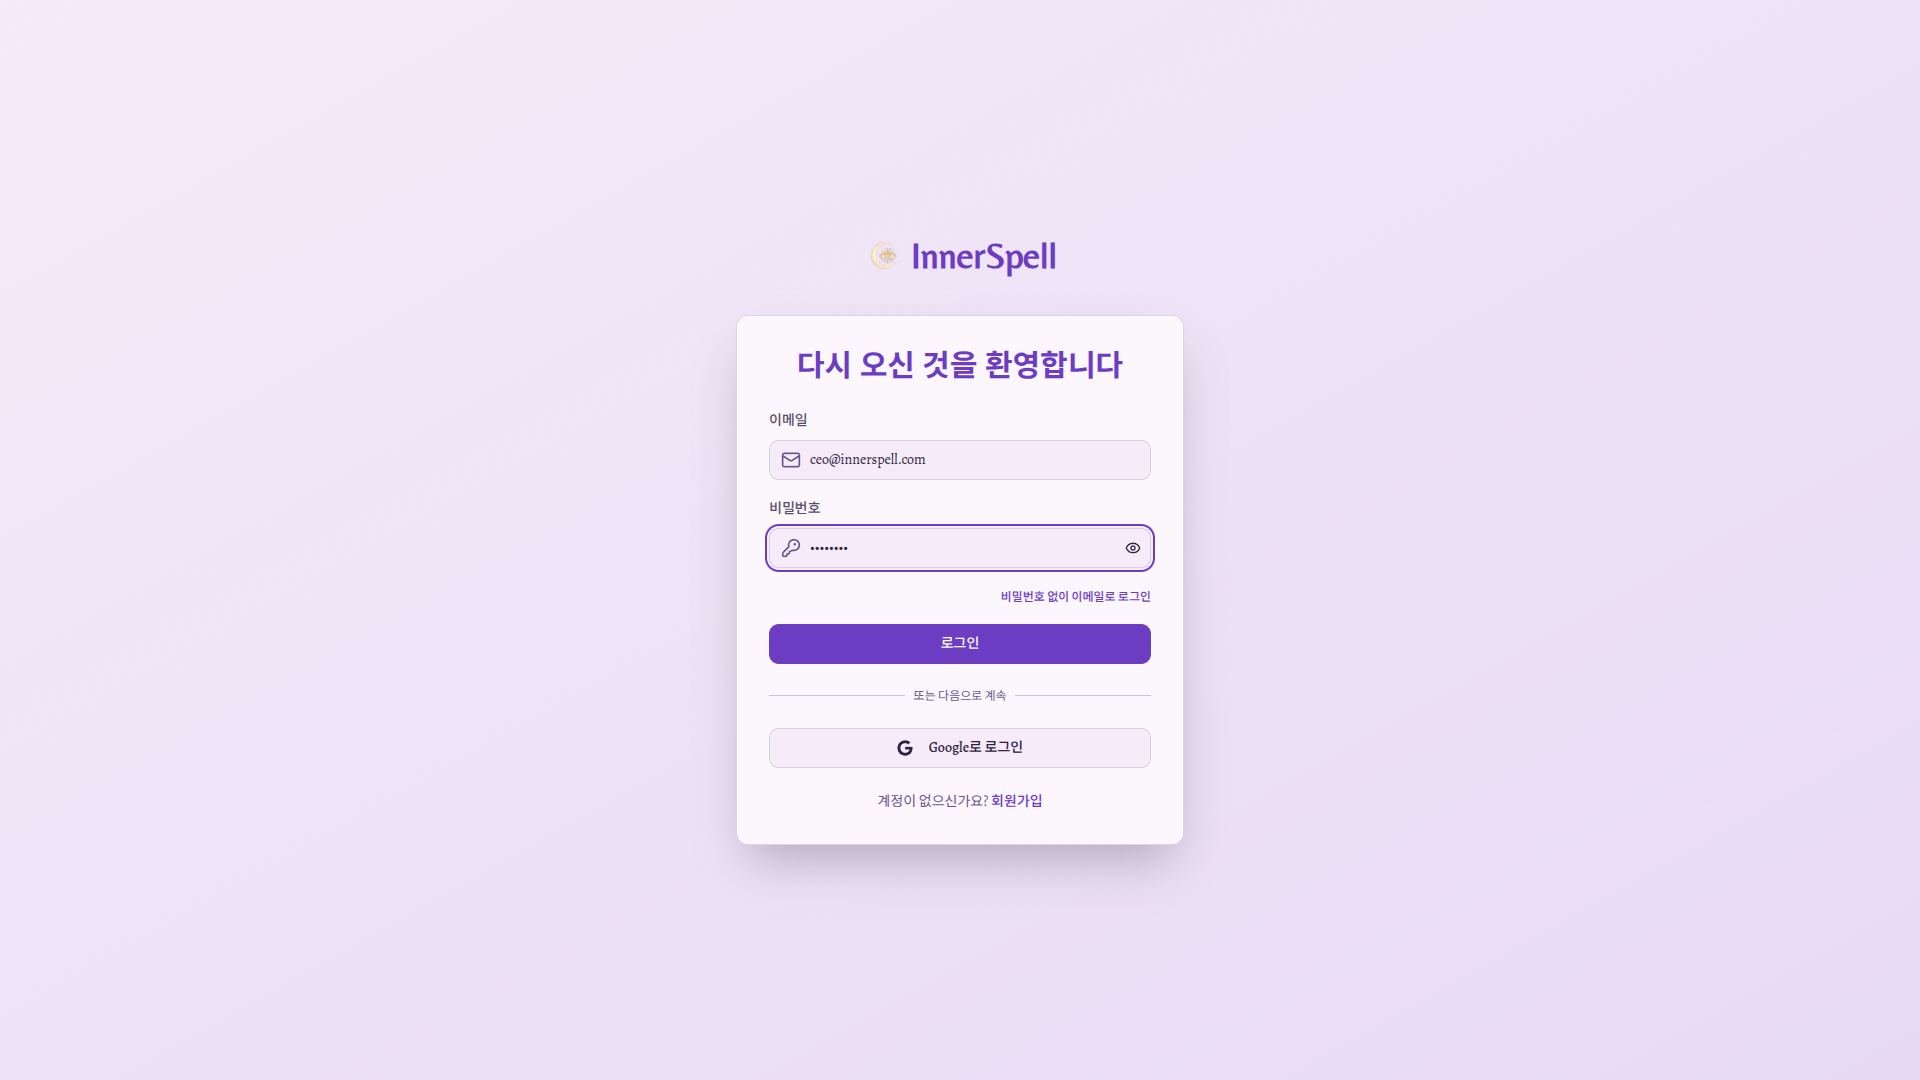 InnerSpell
다시 오신 것을 환영합니다
이메일
ceo@innerspell.com
비밀번호
••••••••
비밀번호 없이 이메일로 로그인
로그인
또는 다음으로 계속
Google로 로그인
계정이 없으신가요? 회원가입